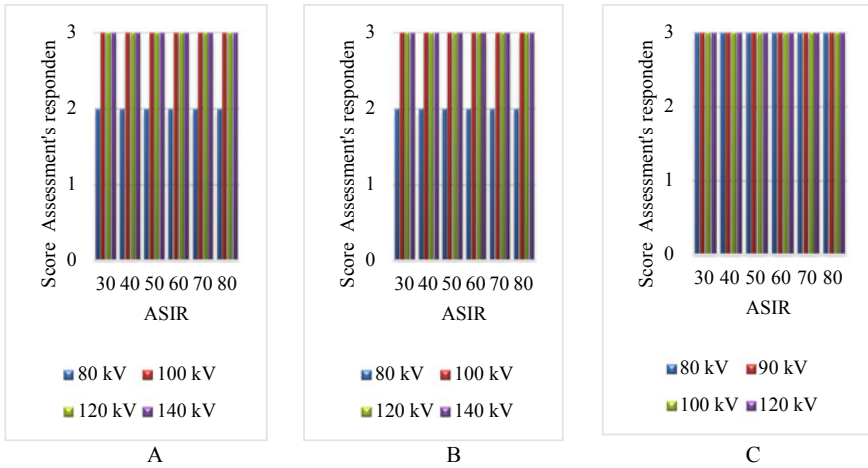 Score Assessment's responden
3
2
1
0
30 40 50 60 70 80
ASIR
80 kV 100 kV
120 kV 140 kV
A
Score Assessment's responden
3
2
1
0
30 40 50 60 70 80
ASIR
80 kV 100 kV
120 kV 140 kV
B
Score Assessment's responden
3
2
1
0
30 40 50 60 70 80
ASIR
80 kV 90 kV
100 kV 120 kV
C